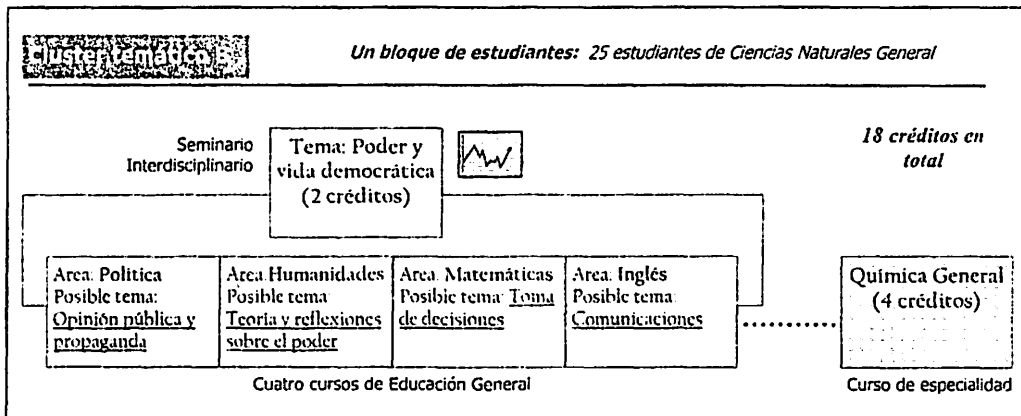 Cluster temático B
Un bloque de estudiantes: 25 estudiantes de Ciencias Naturales General
Seminario
Interdisciplinario
Tema: Poder y
vida democrática
(2 créditos)
18 créditos en
total
Area: Política
Posible tema:
Opinión pública y
propaganda
Area: Humanidades
Posible tema:
Teoría y reflexiones
sobre el poder
Area: Matemáticas
Posible tema: Toma
de decisiones
Area: Inglés
Posible tema:
Comunicaciones
Química General
(4 créditos)
Cuatro cursos de Educación General
Curso de especialidad